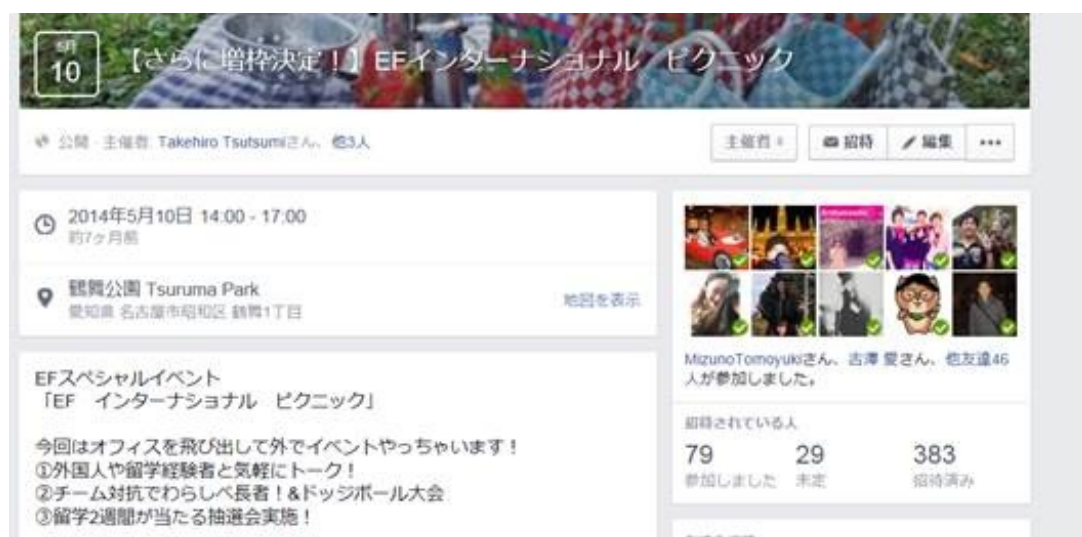 5月
10
【さらに増枠決定！】EFインターナショナル　ピクニック
公開・主催者: Takehiro Tsutsumiさん、他3人
主催者
招待
編集
2014年5月10日 14:00 - 17:00
約7ヶ月前
鶴舞公園 Tsuruma Park
愛知県 名古屋市昭和区 鶴舞1丁目
地図を表示
EFスペシャルイベント
「EF　インターナショナル　ピクニック」
今回はオフィスを飛び出して外でイベントやっちゃいます！
①外国人や留学経験者と気軽にトーク！
②チーム対抗でわらしべ長者！&ドッジボール大会
③留学2週間が当たる抽選会実施！
MizunoTomoyukiさん、古澤 愛さん、他友達46
人が参加しました。
招待されている人
79
29
383
参加しました
未定
招待済み